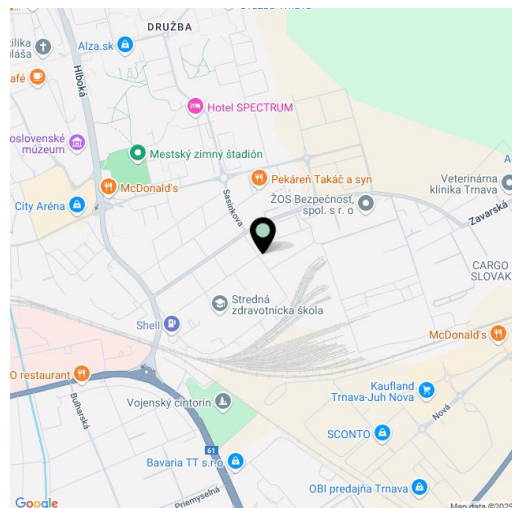 DRUŽBA
Alza.sk
zilika
uláša
Hlboká
afé
Hotel SPECTRUM
oslovenské
múzeum
Mestský zimný štadión
Pekáreň Takáč a syn
Veterinárna
klinika Trnava
A
McDonald's
Sasinkova
ŽOS Bezpečnosť,
spol. s r. o
City Aréna
Zavarská
CARGO
SLOVAK
Stredná
zdravotnícka škola
Shell
McDonald's
O restaurant
Kaufland
Trnava-Juh Nova
Bulharská
Vojenský cintorín
Nová
SCONTO
61
Bavaria TT s.r.o
OBI predajňa Trnava
Priemyselná
Google
Map data ©2025